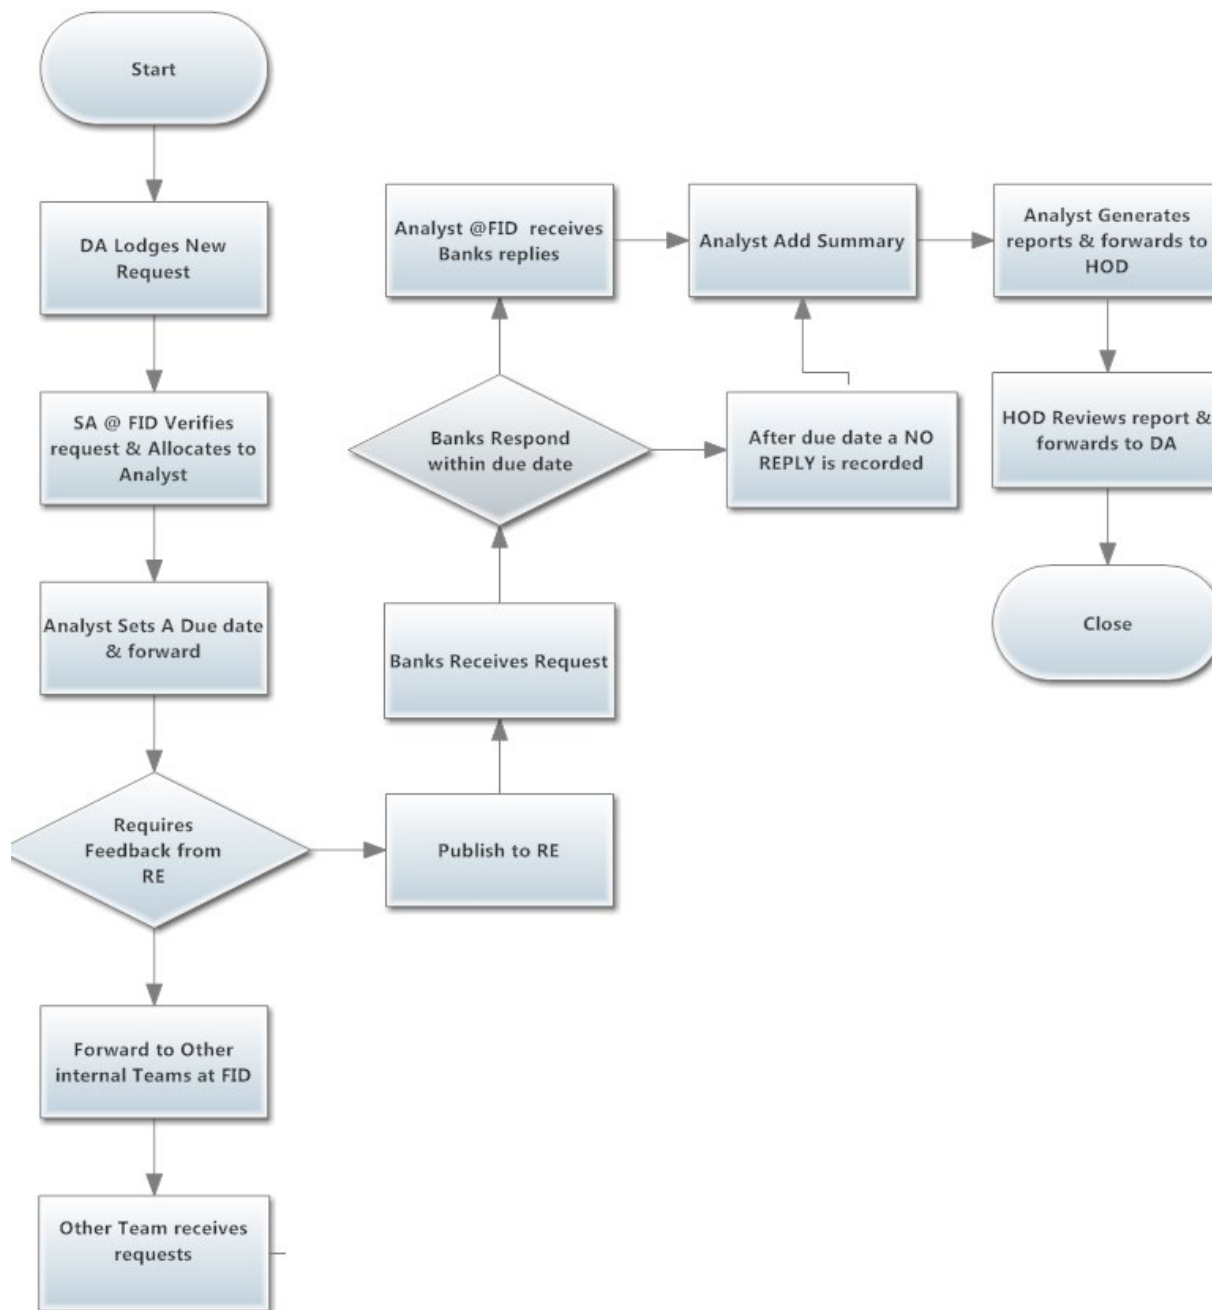 Start
DA Lodges New
Request
SA @ FID Verifies
request & Allocates to
Analyst
Analyst Sets A Due date
& forward
Requires
Feedback from
RE
Forward to Other
internal Teams at FID
Other Team receives
requests
Publish to RE
Banks Receives Request
Banks Respond
within due date
Analyst @FID receives
Banks replies
After due date a NO
REPLY is recorded
Analyst Add Summary
Analyst Generates
reports & forwards to
HOD
HOD Reviews report &
forwards to DA
Close